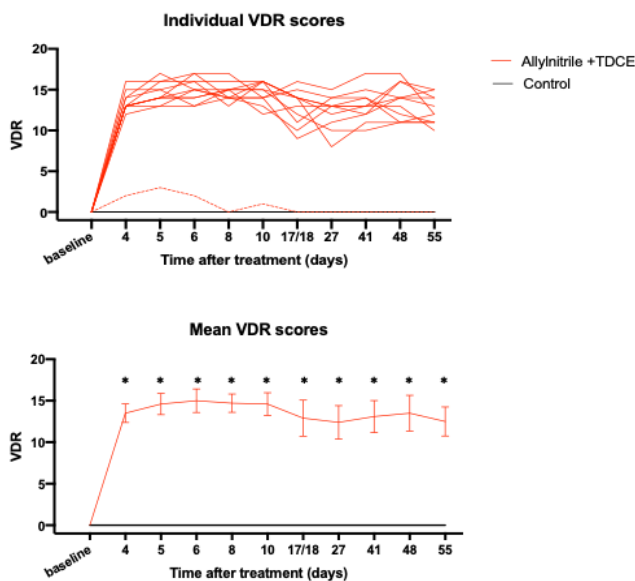 Individual VDR scores
20
15
10
5
0
VDR
baseline 4 5 6 8 10 17/18 27 41 48 55
Time after treatment (days)
Allylnitrile +TDCE
Control
Mean VDR scores
20
15
10
5
0
VDR
* * * * * * * * * *
baseline 4 5 6 8 10 17/18 27 41 48 55
Time after treatment (days)